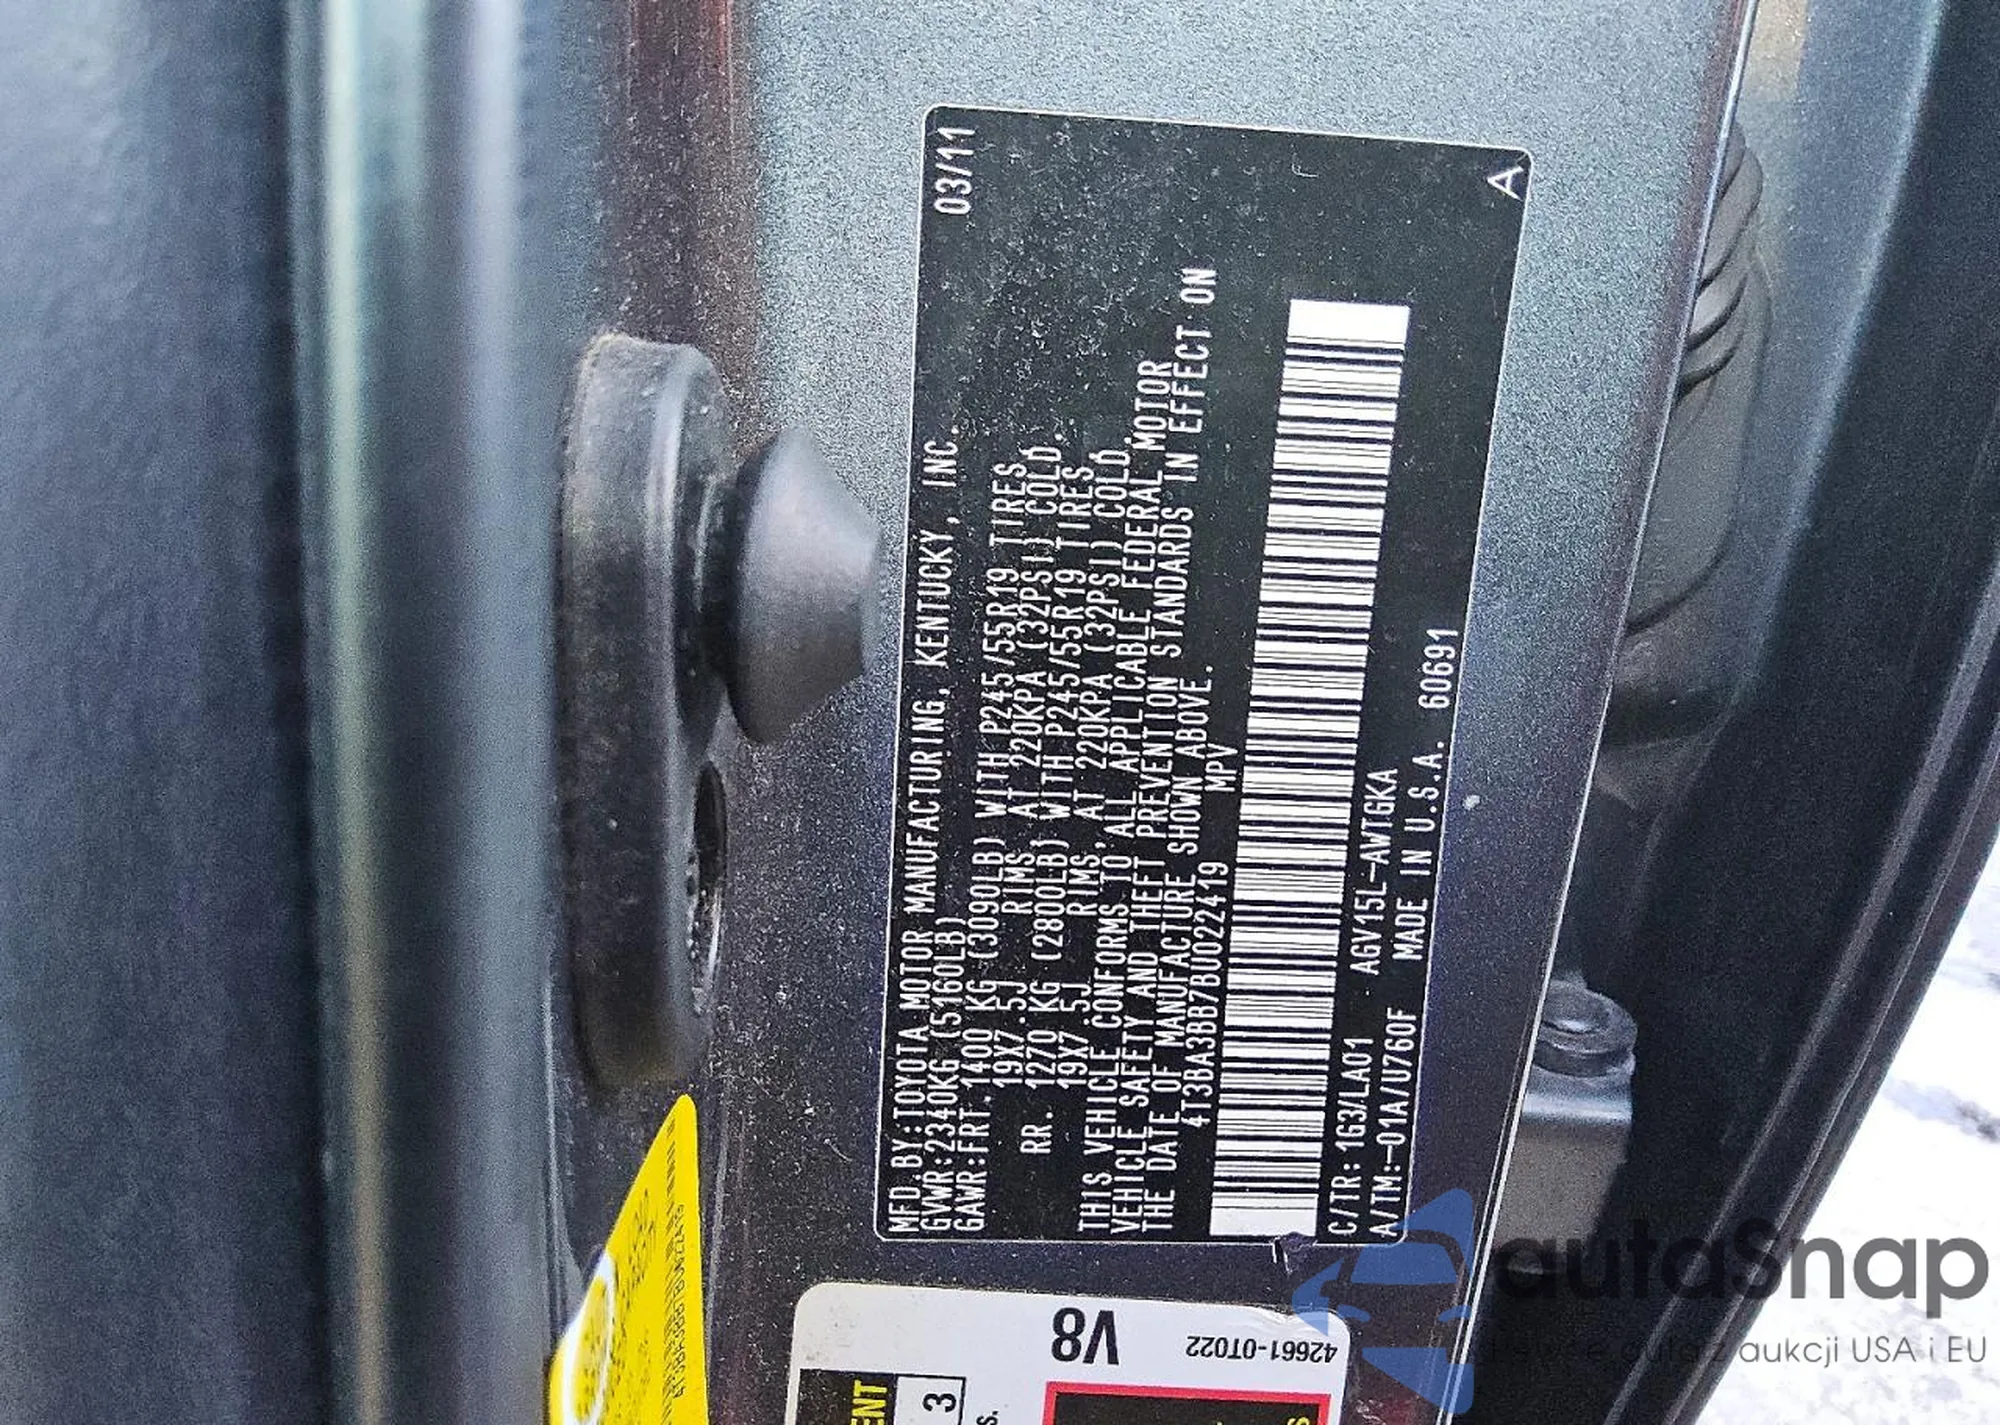 03/11
MFD.BY:TOYOTA MOTOR MANUFACTURING, KENTUCKY, INC.
GVWR:2340KG (5160LB)
GAWR:FRT.1400 KG (3090LB) WITH P245/55R19 TIRES
19X7.5J RIMS, AT 220KPA (32PSI) COLD.
RR. 1270 KG (2800LB) WITH P245/55R19 TIRES
19X7.5J RIMS, AT 220KPA (32PSI) COLD.
THIS VEHICLE CONFORMS TO ALL APPLICABLE FEDERAL MOTOR
VEHICLE SAFETY AND THEFT PREVENTION STANDARDS IN EFFECT ON
THE DATE OF MANUFACTURE SHOWN ABOVE.
4T3BA3BB7BU022419 MPV
C/TR:1G3/LA01 AGV15L-AWTGKA
A/TM:-01A/U760F MADE IN U.S.A. 60691
A
V8
42661-0T022
3
autaSnap
aukcji USA i EU